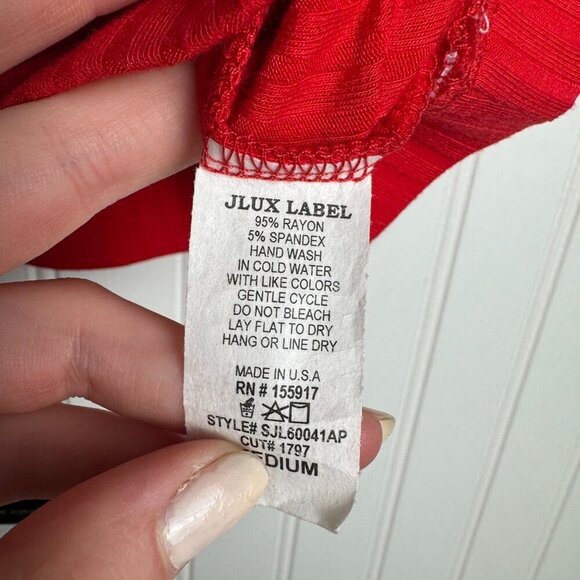 JLUX LABEL
95% RAYON
5% SPANDEX
HAND WASH
IN COLD WATER
WITH LIKE COLORS
GENTLE CYCLE
DO NOT BLEACH
LAY FLAT TO DRY
HANG OR LINE DRY
MADE IN U.S.A
RN # 155917
STYLE# SJL60041AP
CUT# 1797
MEDIUM